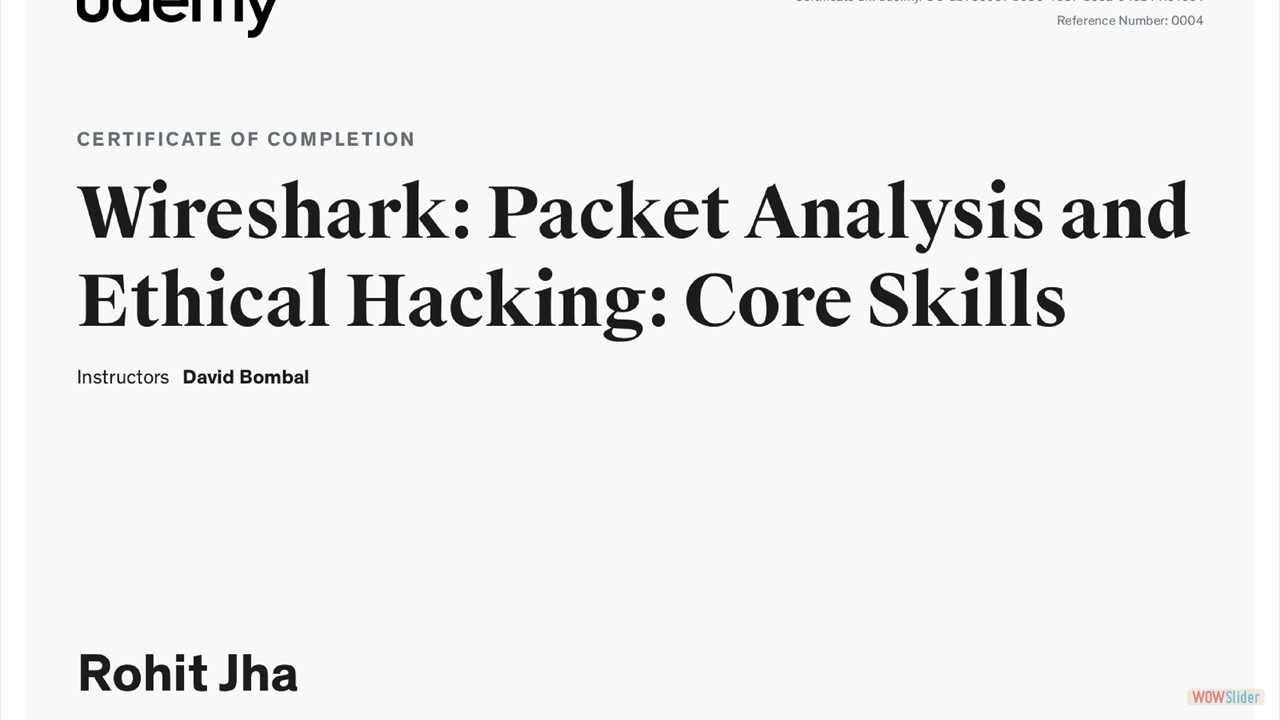 udemy
Reference Number: 0004
CERTIFICATE OF COMPLETION
Wireshark: Packet Analysis and
Ethical Hacking: Core Skills
Instructors David Bombal
Rohit Jha
WOWSlider